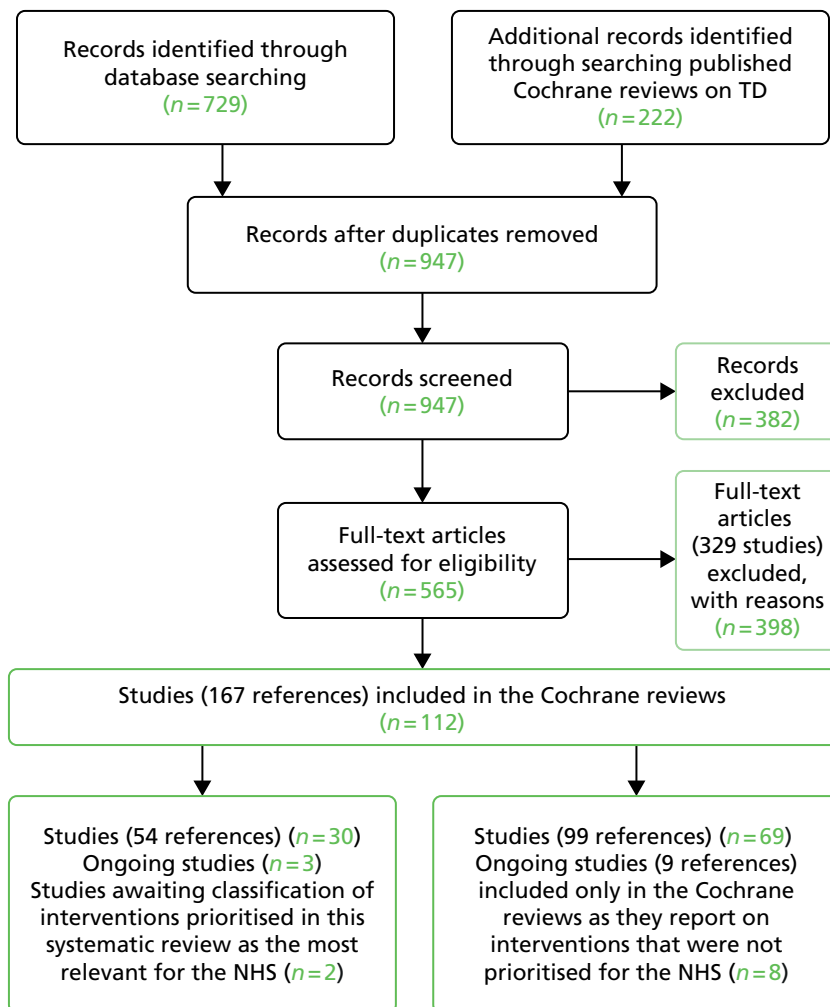 Records identified through
database searching
(n=729)
Additional records identified
through searching published
Cochrane reviews on TD
(n=222)
Records after duplicates removed
(n=947)
Records screened
(n=947)
Records
excluded
(n=382)
Full-text articles
assessed for eligibility
(n=565)
Full-text
articles
(329 studies)
excluded,
with reasons
(n=398)
Studies (167 references) included in the Cochrane reviews
(n=112)
Studies (54 references) (n=30)
Ongoing studies (n=3)
Studies awaiting classification of
interventions prioritised in this
systematic review as the most
relevant for the NHS (n=2)
Studies (99 references) (n=69)
Ongoing studies (9 references)
included only in the Cochrane
reviews as they report on
interventions that were not
prioritised for the NHS (n=8)